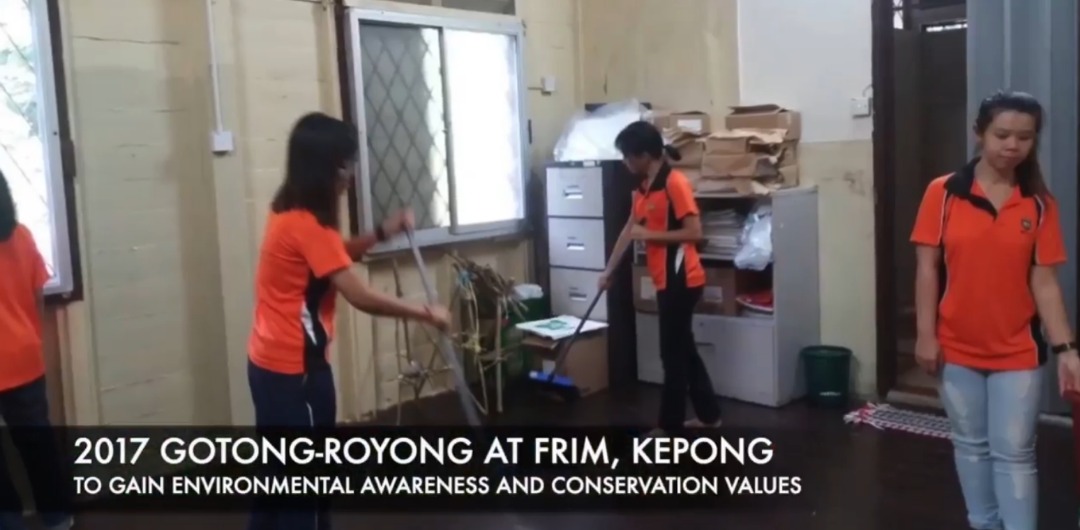 2017 GOTONG-ROYONG AT FRIM, KEPONG
TO GAIN ENVIRONMENTAL AWARENESS AND CONSERVATION VALUES